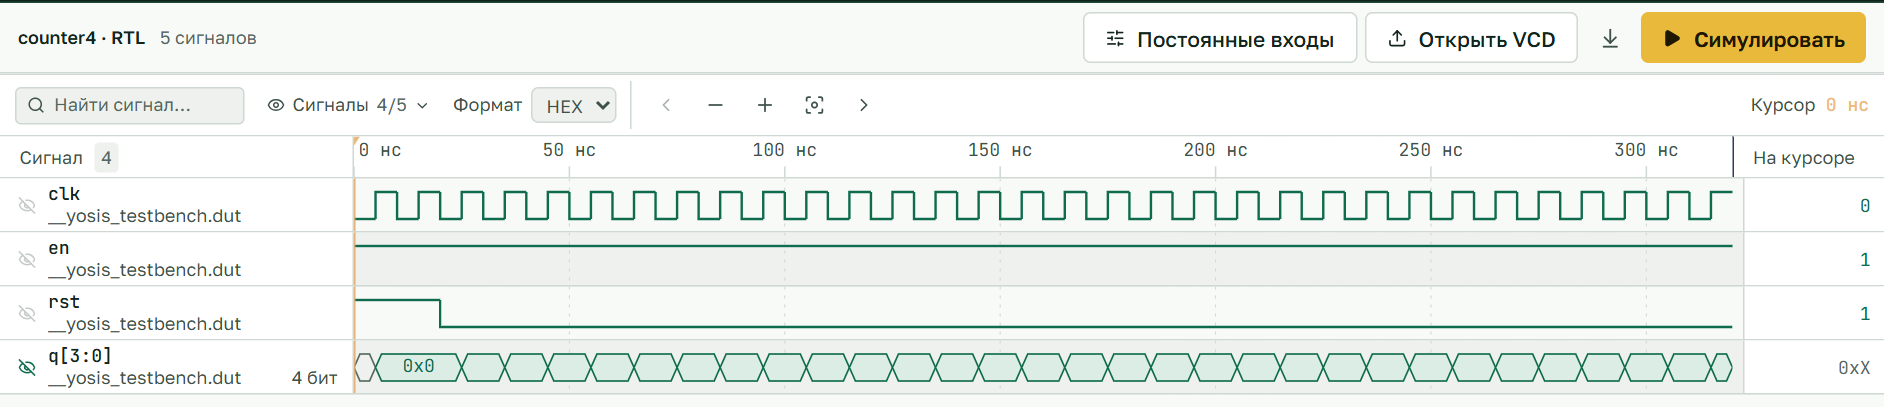 counter4 · RTL 5 сигналов Постоянные входы Открыть VCD Симулировать
Найти сигнал... Сигналы 4/5 Формат HEX Курсор 0 нс
Сигнал 4 0 нс 50 нс 100 нс 150 нс 200 нс 250 нс 300 нс На курсоре
clk
__yosis_testbench.dut 0
en
__yosis_testbench.dut 1
rst
__yosis_testbench.dut 1
q[3:0] 0x0
__yosis_testbench.dut 4 бит 0xX